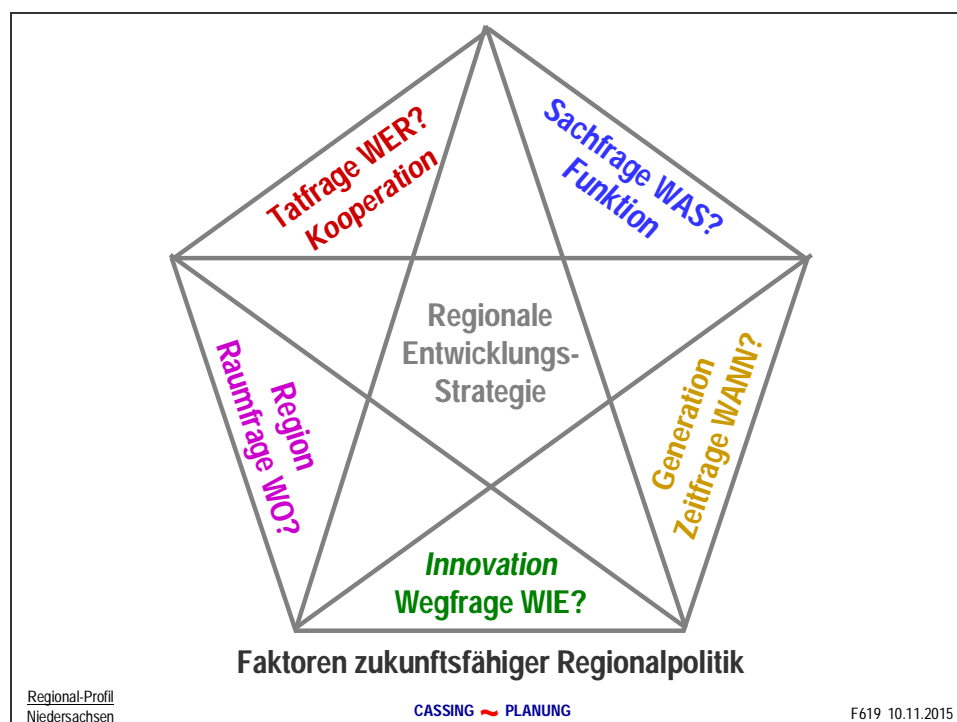 Tatfrage WER?
Kooperation
Sachfrage WAS?
Funktion
Regionale
Entwicklungs-
Strategie
Region
Raumfrage WO?
Generation
Zeitfrage WANN?
Innovation
Wegfrage WIE?
Faktoren zukunftsfähiger Regionalpolitik
Regional-Profil
Niedersachsen
CASSING ~ PLANUNG
F619 10.11.2015